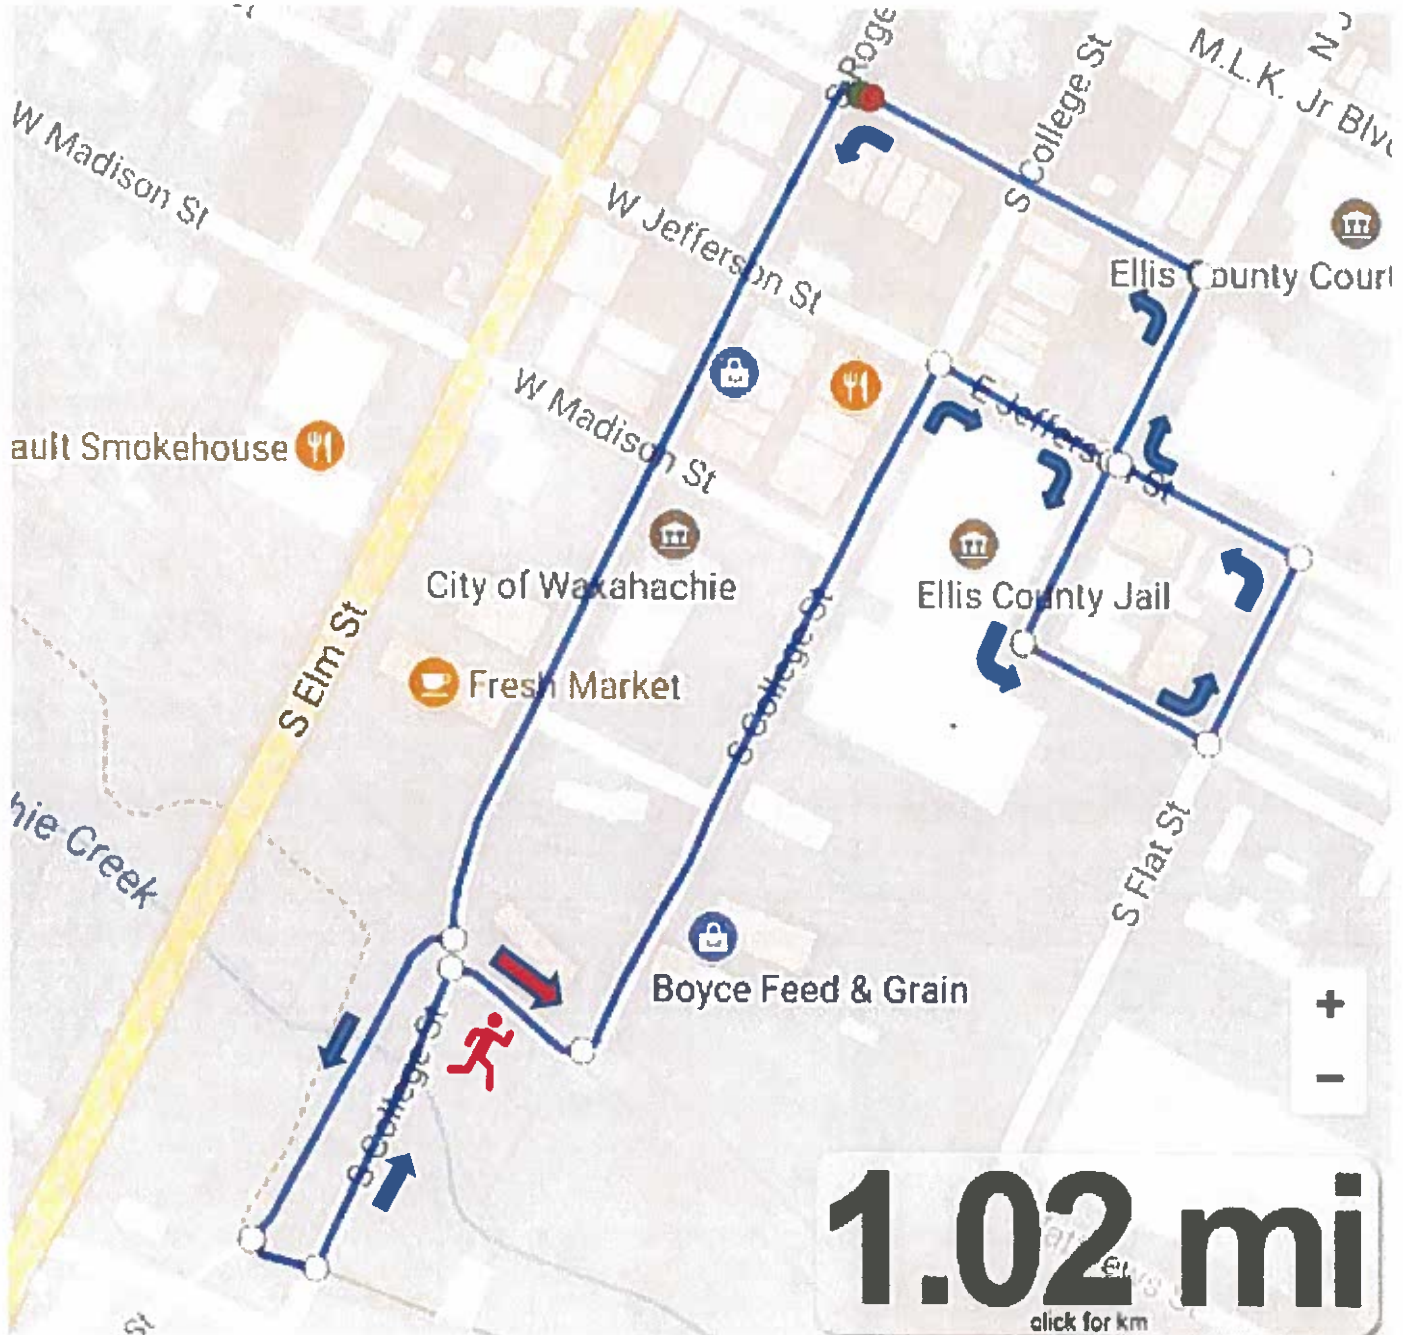 S Roge
S College St
M.L.K. Jr Blv
N J
W Madison St
W Jefferson St
Ellis County Court
W Madison St
E Jefferson St
ault Smokehouse
City of Waxahachie
Ellis County Jail
S Elm St
Fresh Market
S College St
hie Creek
S Flat St
Boyce Feed & Grain
+
−
S College St
1.02 mi
click for km
St